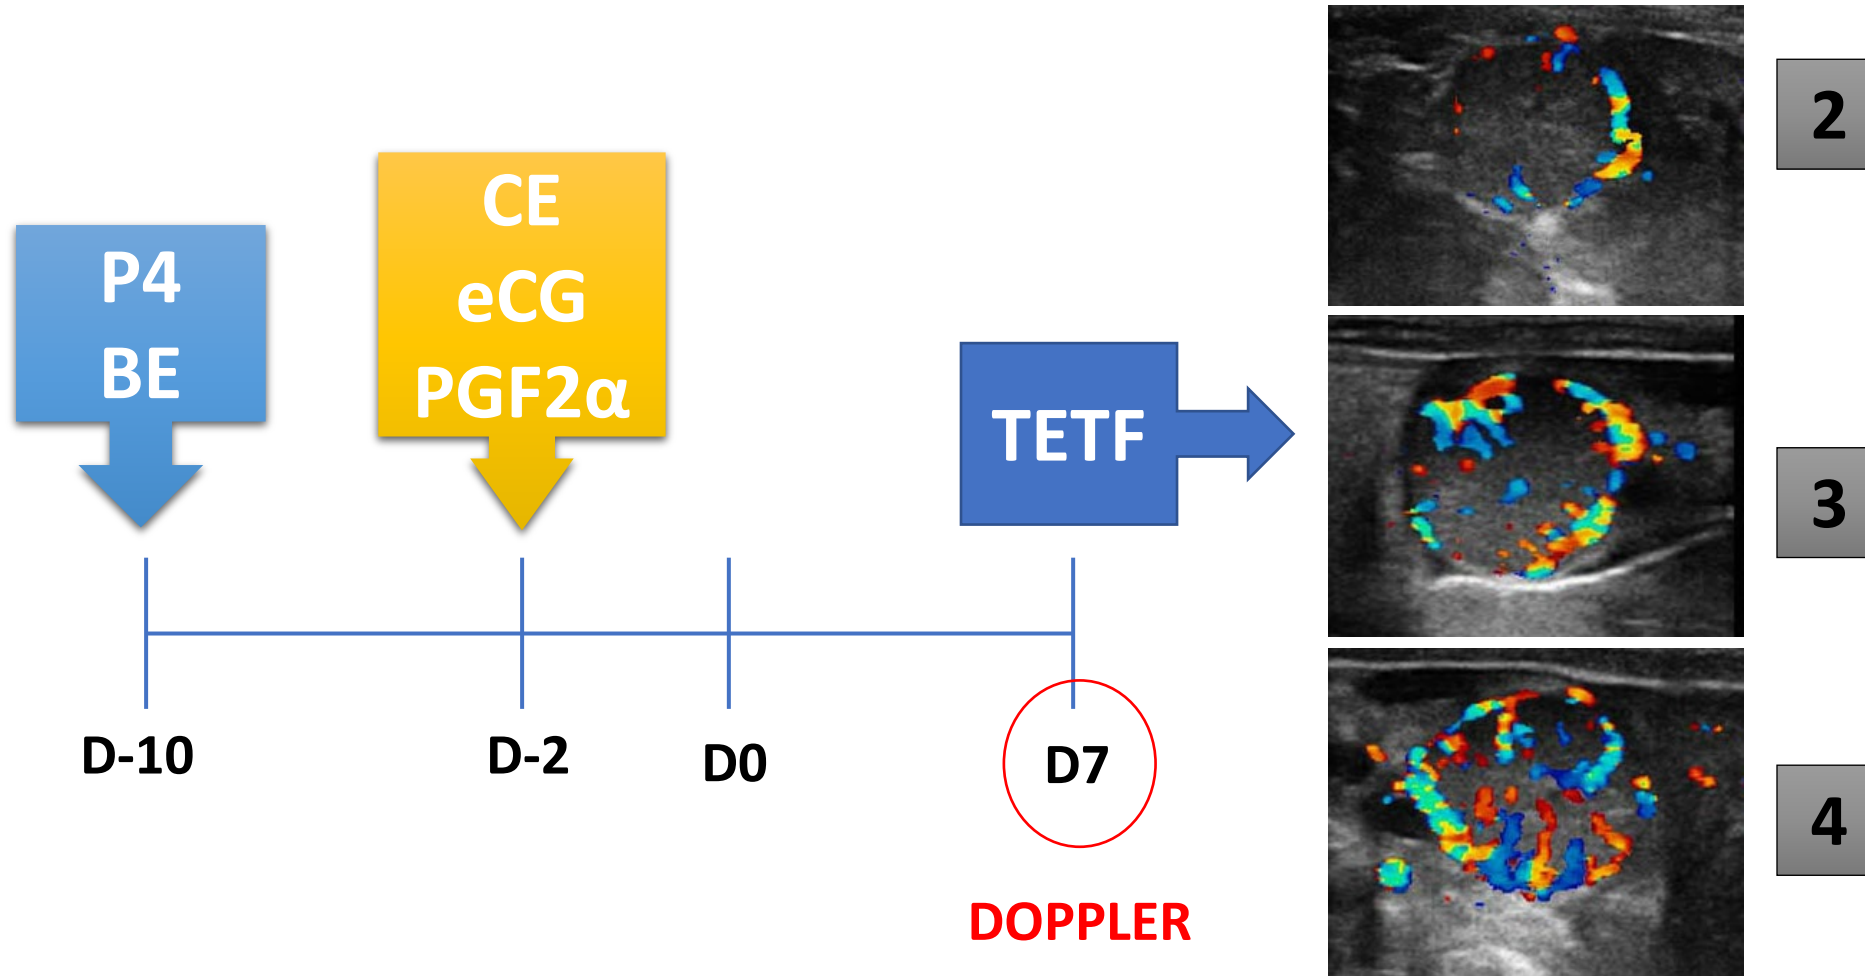 P4
BE
CE
eCG
PGF2α
TETF
D-10
D-2
D0
D7
DOPPLER
2
3
4